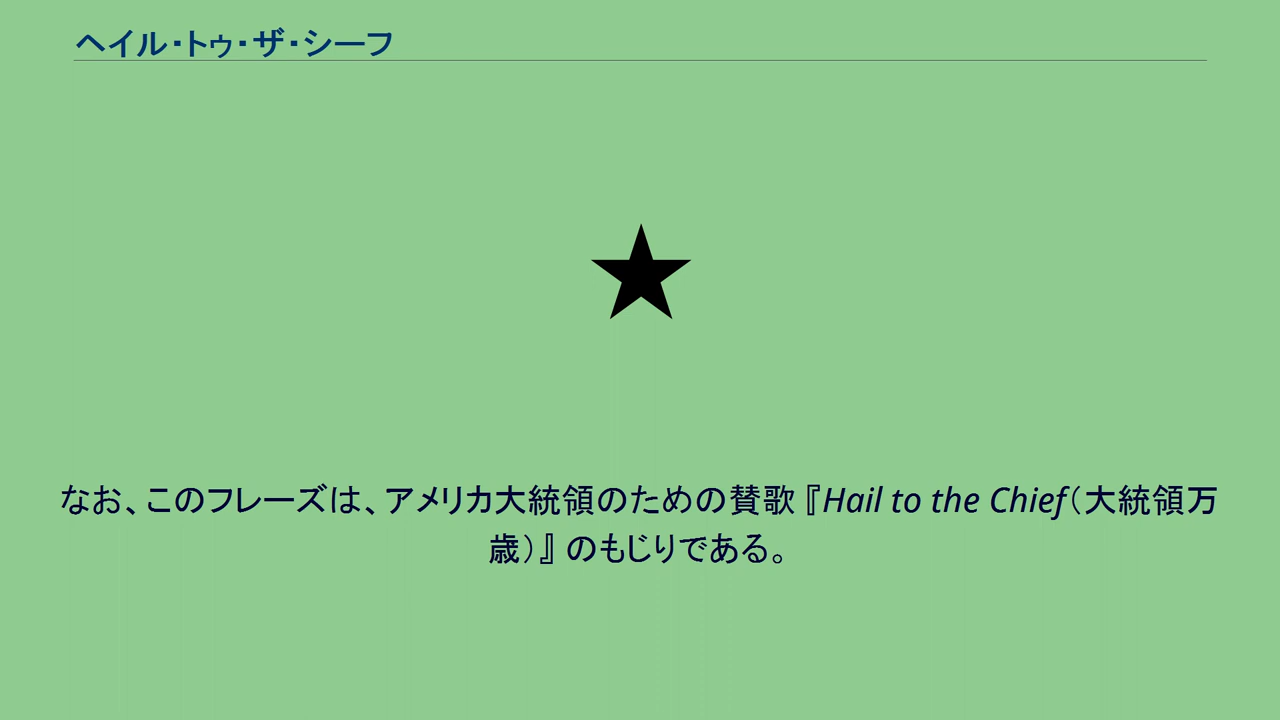 ヘイル・トゥ・ザ・シーフ
なお、このフレーズは、アメリカ大統領のための賛歌『Hail to the Chief（大統領万
歳）』のもじりである。